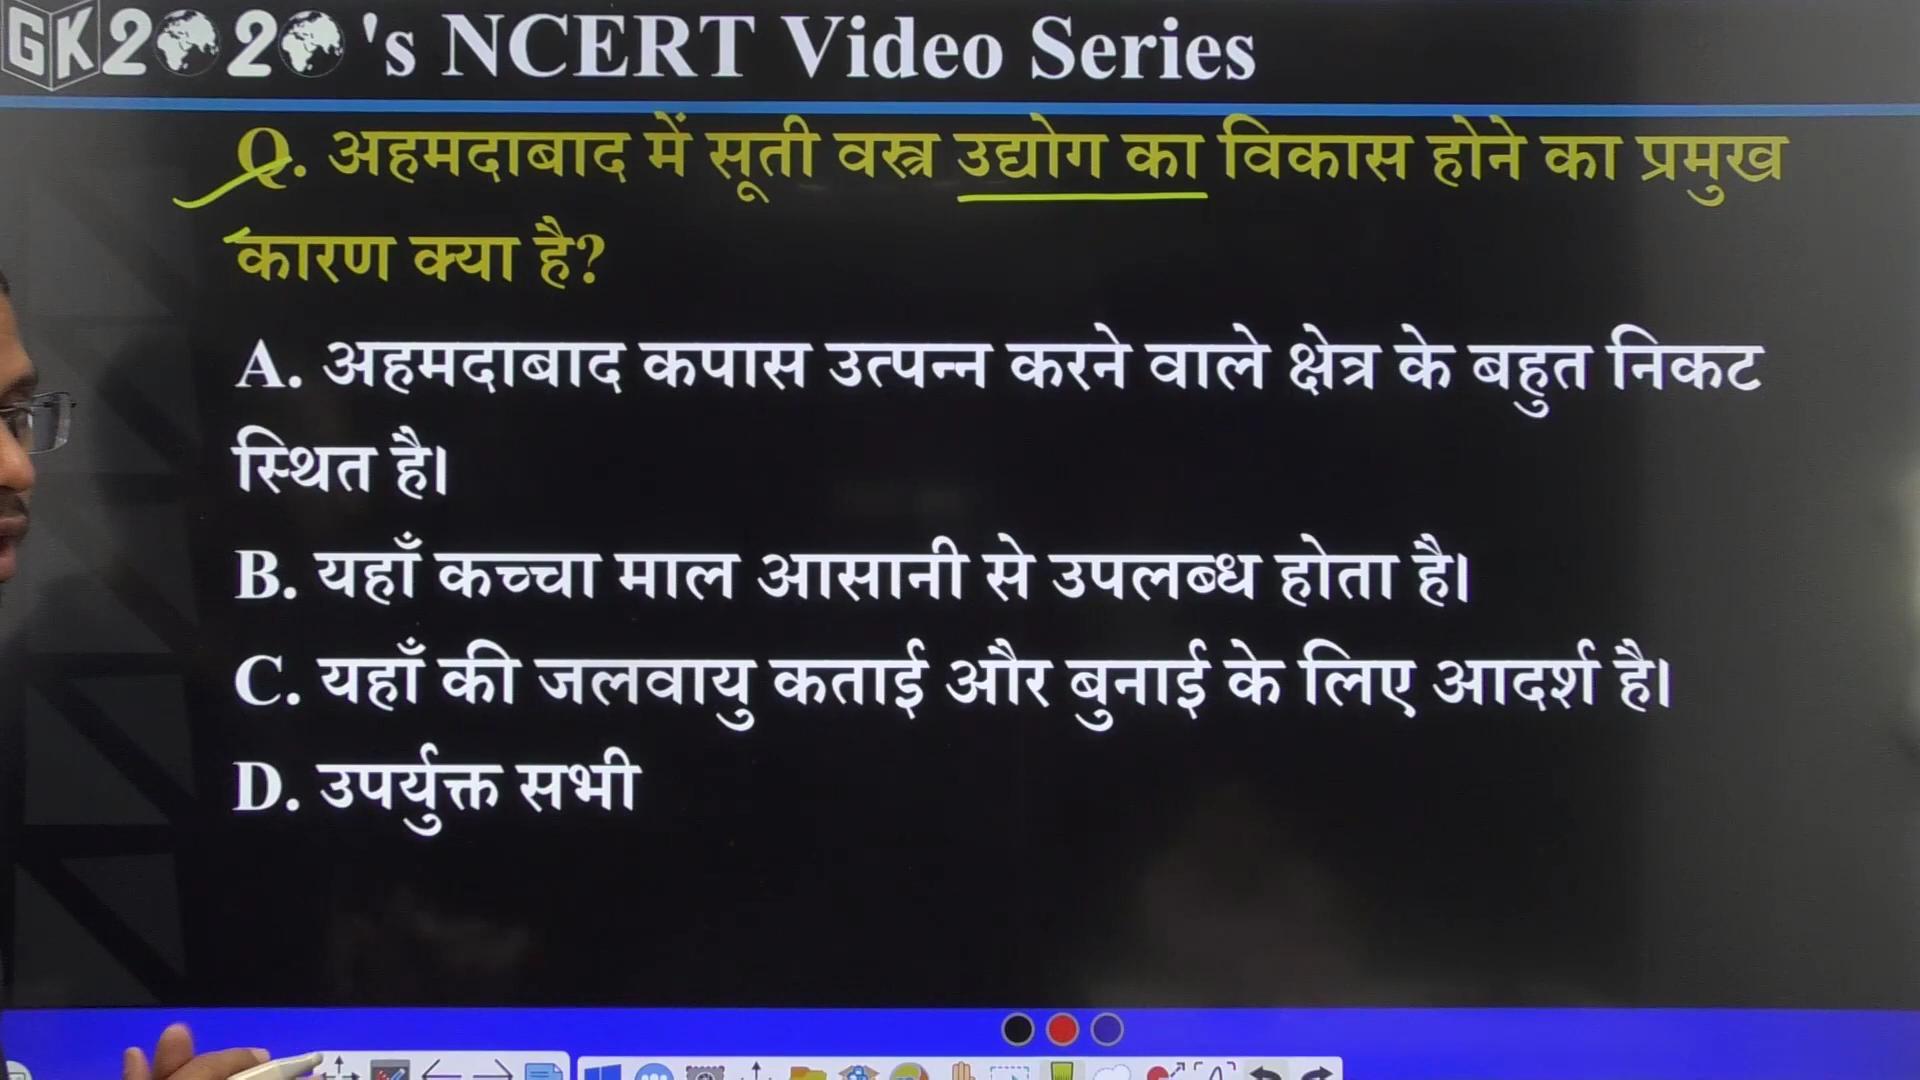 GK2020's NCERT Video Series
Q. अहमदाबाद में सूती वस्त्र उद्योग का विकास होने का प्रमुख
कारण क्या है?
A. अहमदाबाद कपास उत्पन्न करने वाले क्षेत्र के बहुत निकट
स्थित है।
B. यहाँ कच्चा माल आसानी से उपलब्ध होता है।
C. यहाँ की जलवायु कताई और बुनाई के लिए आदर्श है।
D. उपर्युक्त सभी